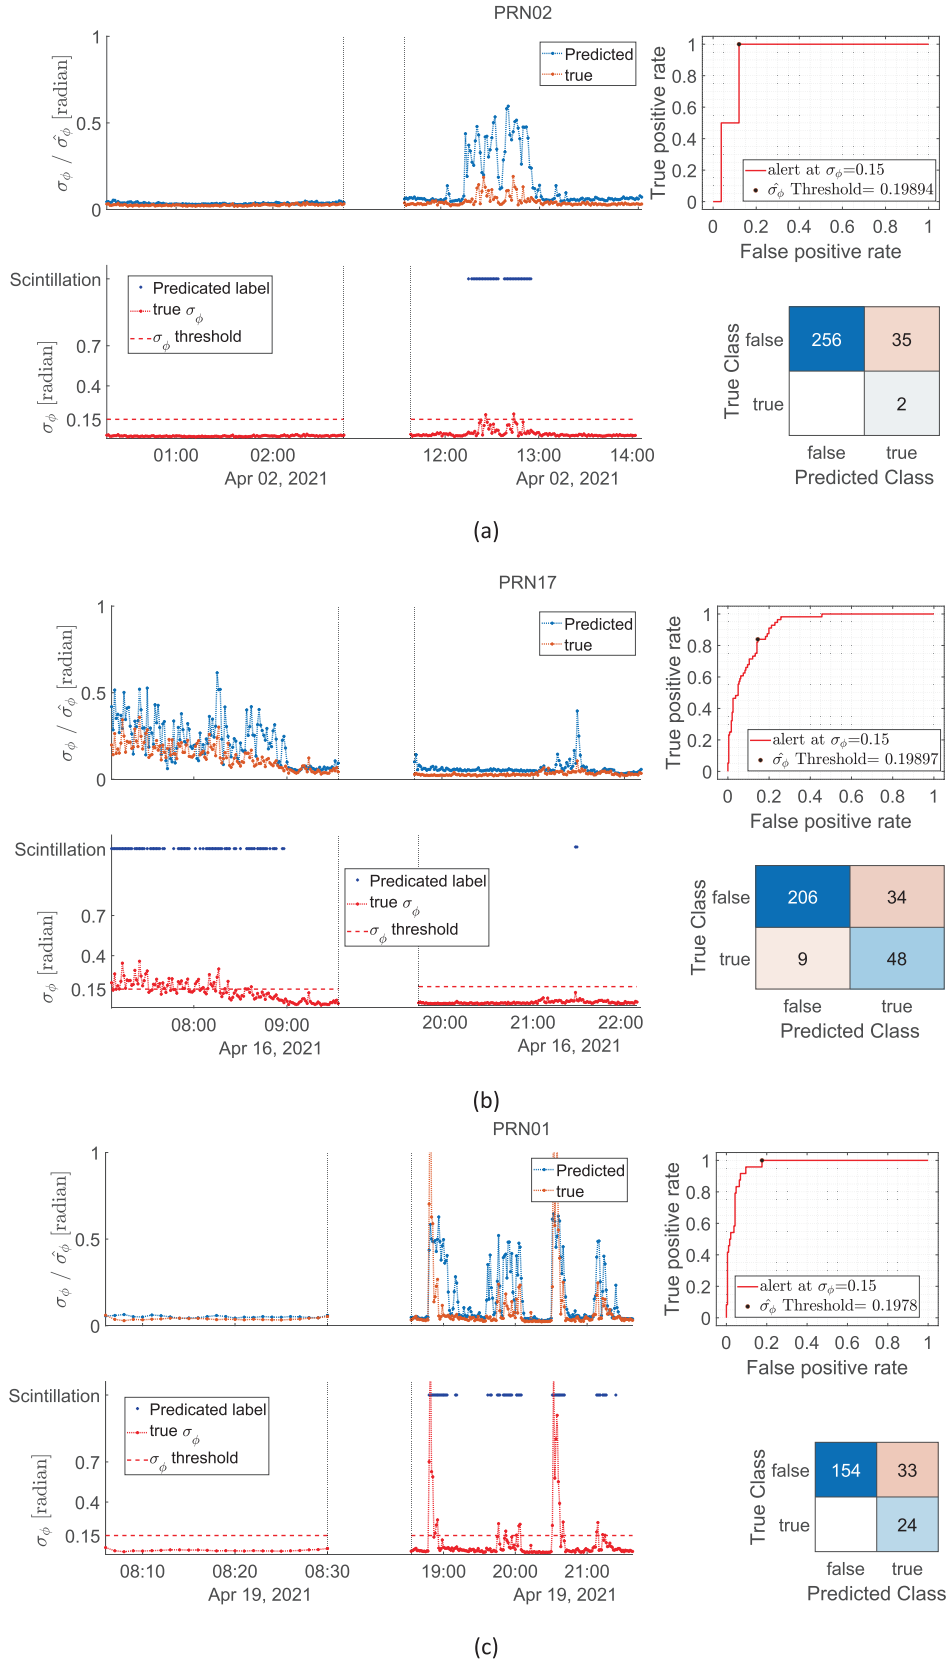 PRN02
1
0.5
0
σϕ / σ̂ϕ [radian]
Predicted
true
True positive rate
1
0.8
0.6
0.4
0.2
0
alert at σϕ=0.15
σ̂ϕ Threshold= 0.19894
0 0.2 0.4 0.6 0.8 1
False positive rate
Scintillation
0.7
0.4
0.15
σϕ [radian]
Predicated label
true σϕ
σϕ threshold
01:00 02:00 12:00 13:00 14:00
Apr 02, 2021 Apr 02, 2021
True Class
false 256 35
true 2
false true
Predicted Class
(a)
PRN17
1
0.5
0
σϕ / σ̂ϕ [radian]
Predicted
true
True positive rate
1
0.8
0.6
0.4
0.2
0
alert at σϕ=0.15
σ̂ϕ Threshold= 0.19897
0 0.2 0.4 0.6 0.8 1
False positive rate
Scintillation
0.7
0.4
0.15
σϕ [radian]
Predicated label
true σϕ
σϕ threshold
08:00 09:00 20:00 21:00 22:00
Apr 16, 2021 Apr 16, 2021
True Class
false 206 34
true 9 48
false true
Predicted Class
(b)
PRN01
1
0.5
0
σϕ / σ̂ϕ [radian]
Predicted
true
True positive rate
1
0.8
0.6
0.4
0.2
0
alert at σϕ=0.15
σ̂ϕ Threshold= 0.1978
0 0.2 0.4 0.6 0.8 1
False positive rate
Scintillation
0.7
0.4
0.15
σϕ [radian]
Predicated label
true σϕ
σϕ threshold
08:10 08:20 08:30 19:00 20:00 21:00
Apr 19, 2021 Apr 19, 2021
True Class
false 154 33
true 24
false true
Predicted Class
(c)